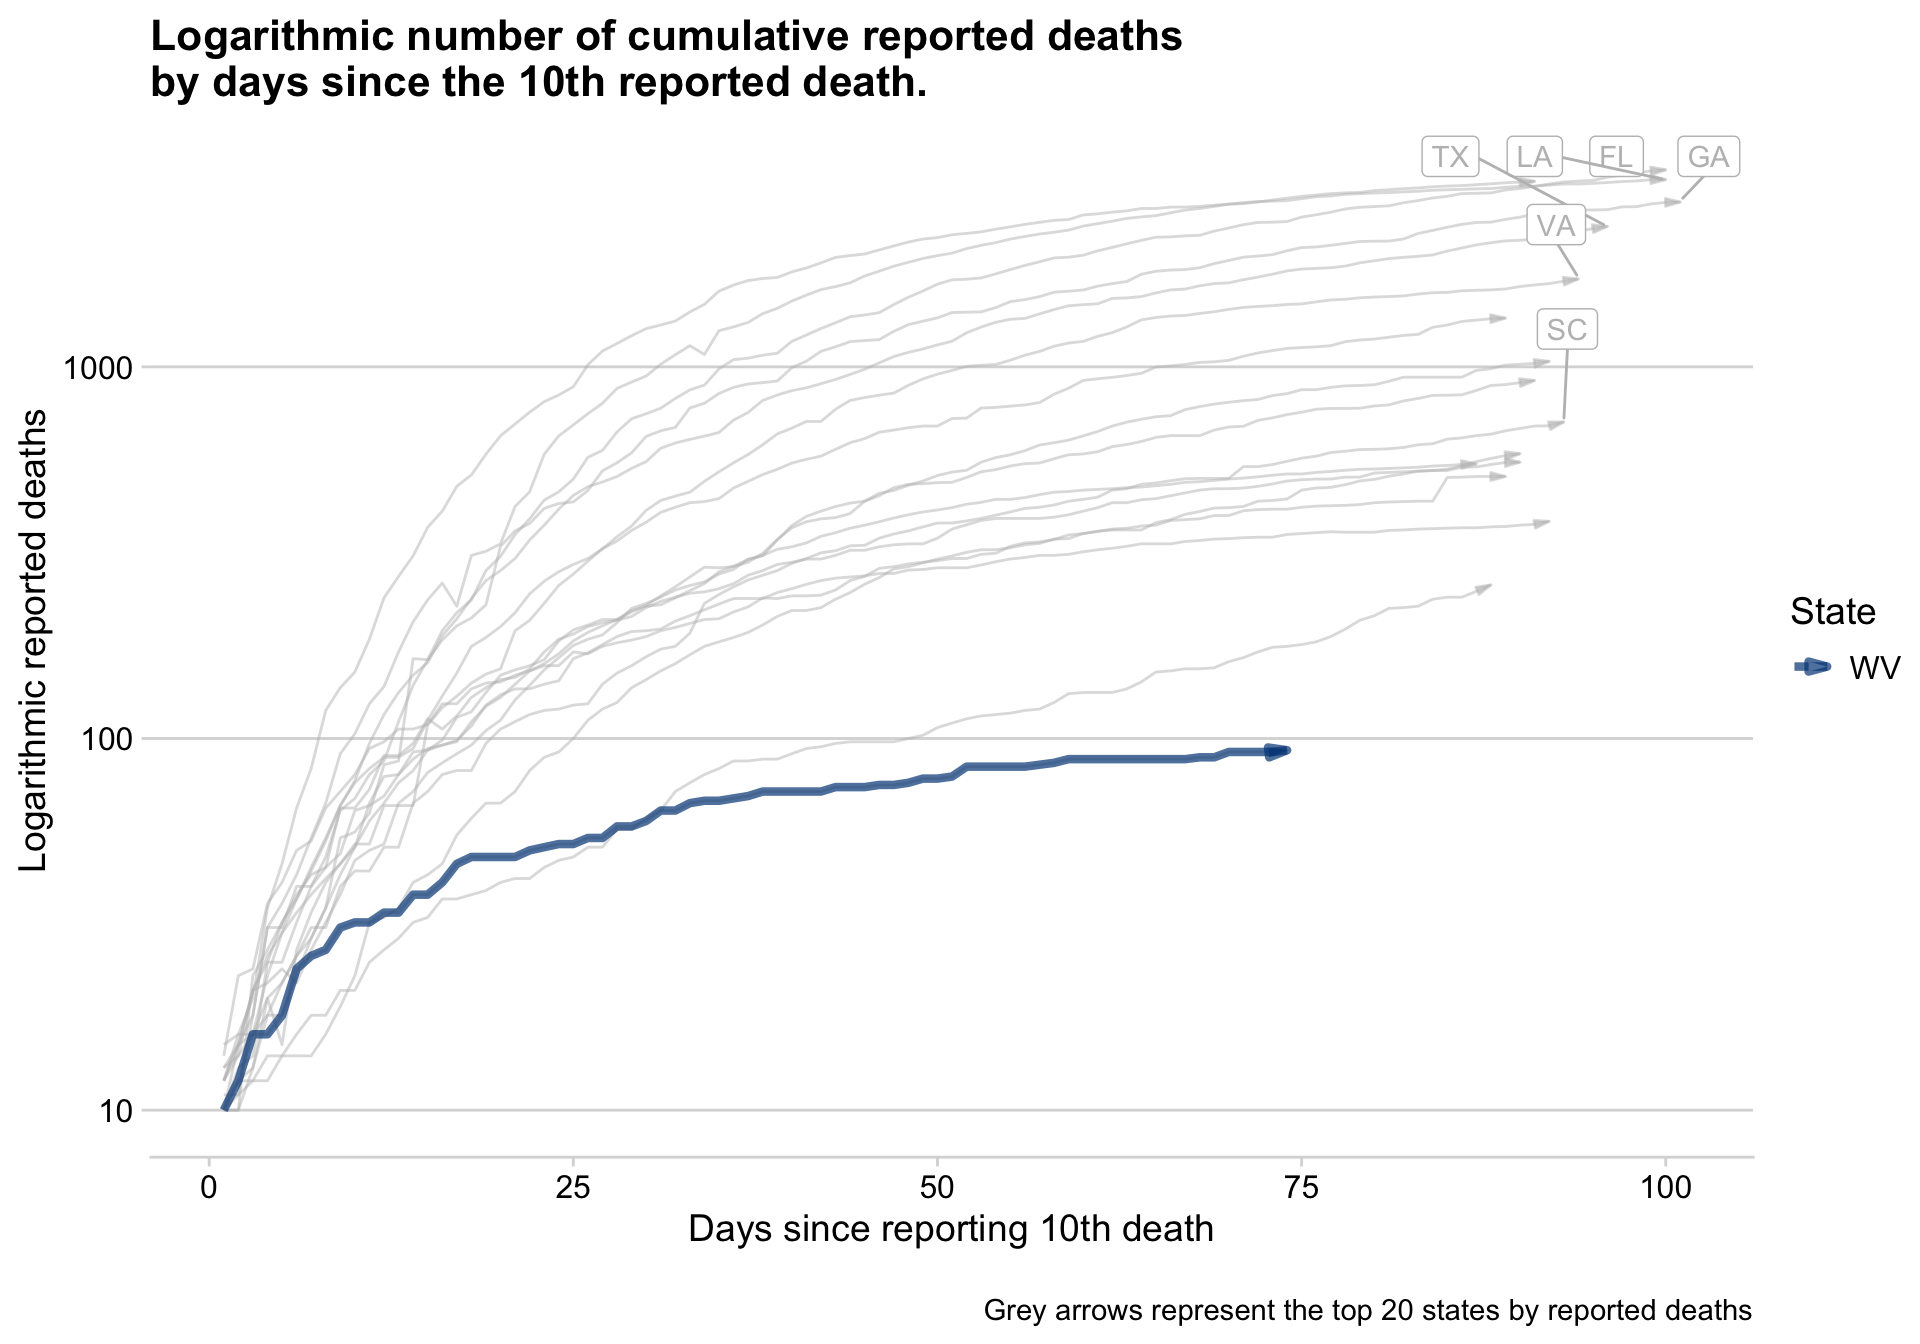 Logarithmic number of cumulative reported deaths
by days since the 10th reported death.
TX
LA
FL
GA
VA
SC
1000
100
10
Logarithmic reported deaths
0
25
50
75
100
Days since reporting 10th death
State
WV
Grey arrows represent the top 20 states by reported deaths